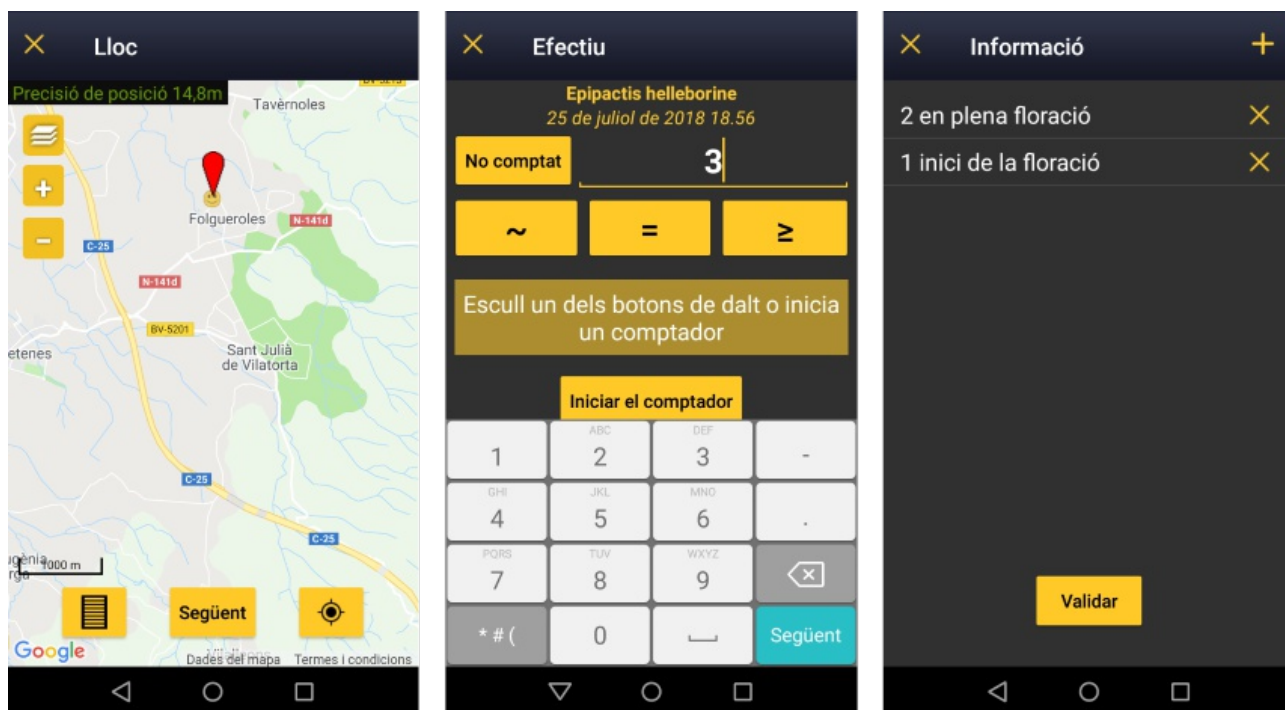 Lloc
Precisió de posició 14,8m
Tavèrnoles
+
Folgueroles
N-141d
−
C-25
N-141d
BV-5201
etenes
Sant Julià
de Vilatorta
C-25
C-25
1000 m
Següent
Google
Dades del mapa Termes i condicions
Efectiu
Epipactis helleborine
25 de juliol de 2018 18.56
No comptat 3
~ = ≥
Escull un dels botons de dalt o inicia
un comptador
Iniciar el comptador
ABC DEF
1 2 3 -
GHI JKL MNO
4 5 6 .
PQRS TUV WXYZ
7 8 9
* # ( 0 Següent
Informació +
2 en plena floració
1 inici de la floració
Validar